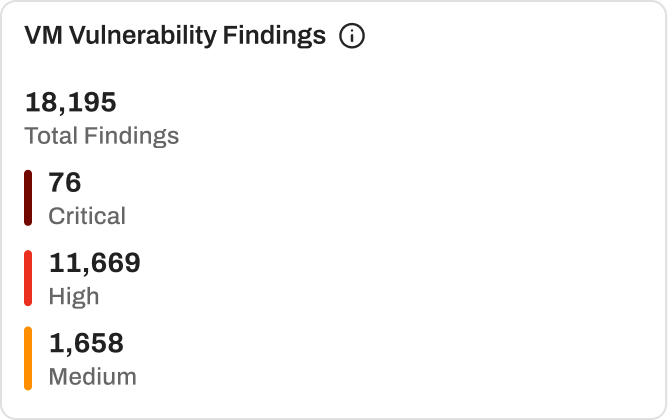 VM Vulnerability Findings
18,195
Total Findings
76
Critical
11,669
High
1,658
Medium